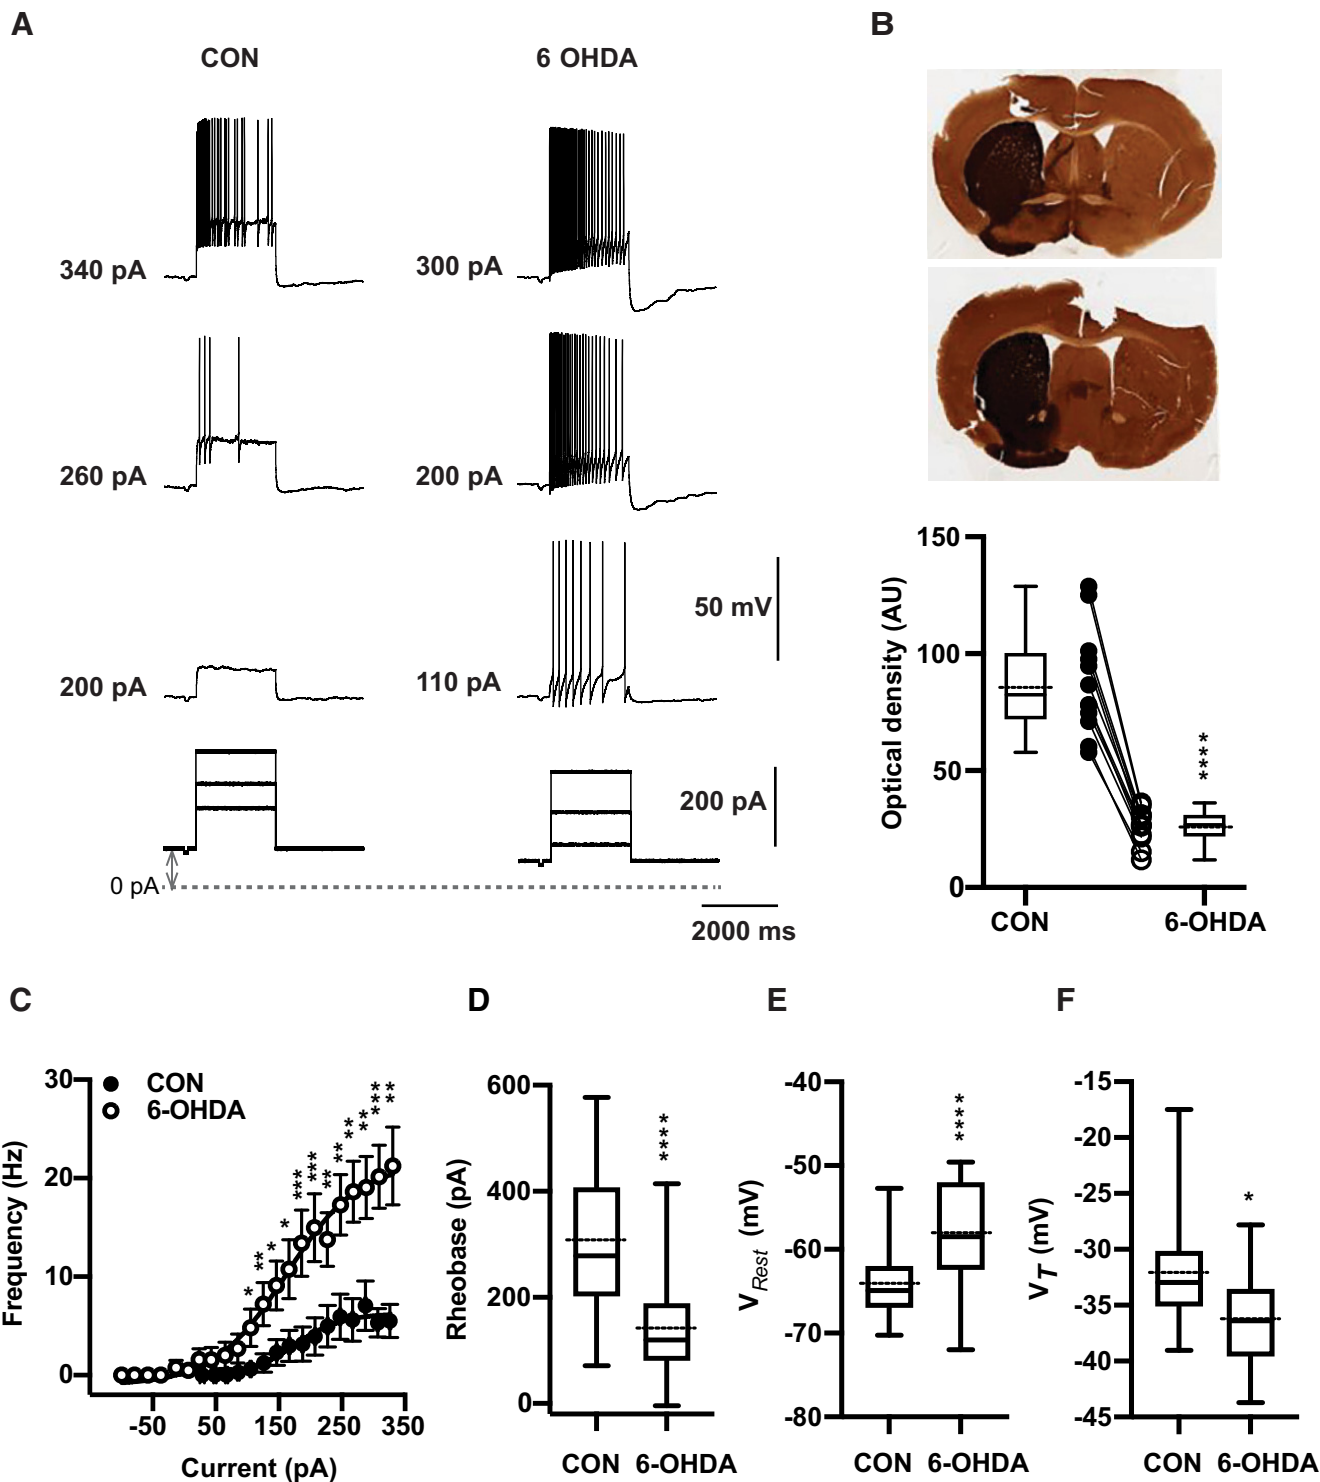 A
B
CON
6 OHDA
340 pA
300 pA
260 pA
200 pA
50 mV
200 pA
110 pA
200 pA
0 pA
2000 ms
150
100
50
0
Optical density (AU)
****
CON
6-OHDA
C
D
E
F
CON
6-OHDA
30
20
10
0
Frequency (Hz)
* ** * * *** *** ** ** ** ** *** **
-50 50 150 250 350
Current (pA)
600
400
200
0
Rheobase (pA)
****
CON 6-OHDA
-40
-50
-60
-70
-80
VRest (mV)
****
CON 6-OHDA
-15
-20
-25
-30
-35
-40
-45
VT (mV)
*
CON 6-OHDA